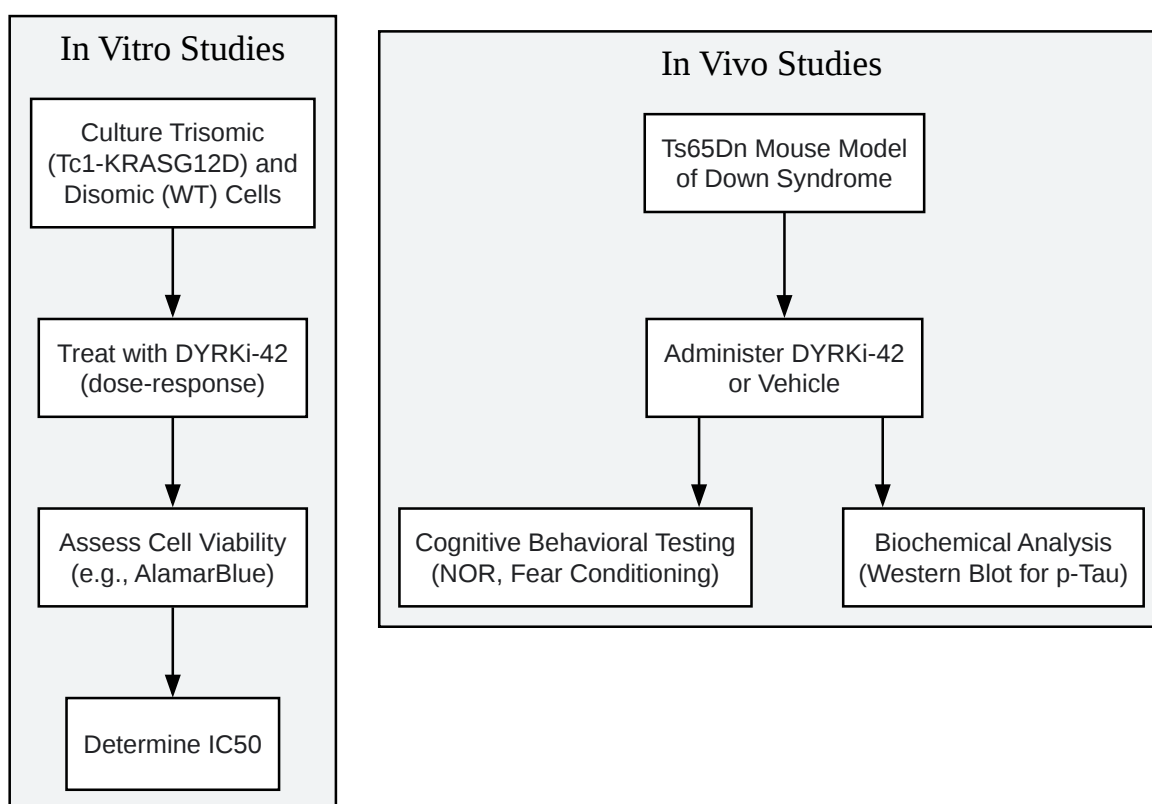 In Vitro Studies
Culture Trisomic
(Tc1-KRASG12D) and
Disomic (WT) Cells
Treat with DYRKi-42
(dose-response)
Assess Cell Viability
(e.g., AlamarBlue)
Determine IC50
In Vivo Studies
Ts65Dn Mouse Model
of Down Syndrome
Administer DYRKi-42
or Vehicle
Cognitive Behavioral Testing
(NOR, Fear Conditioning)
Biochemical Analysis
(Western Blot for p-Tau)